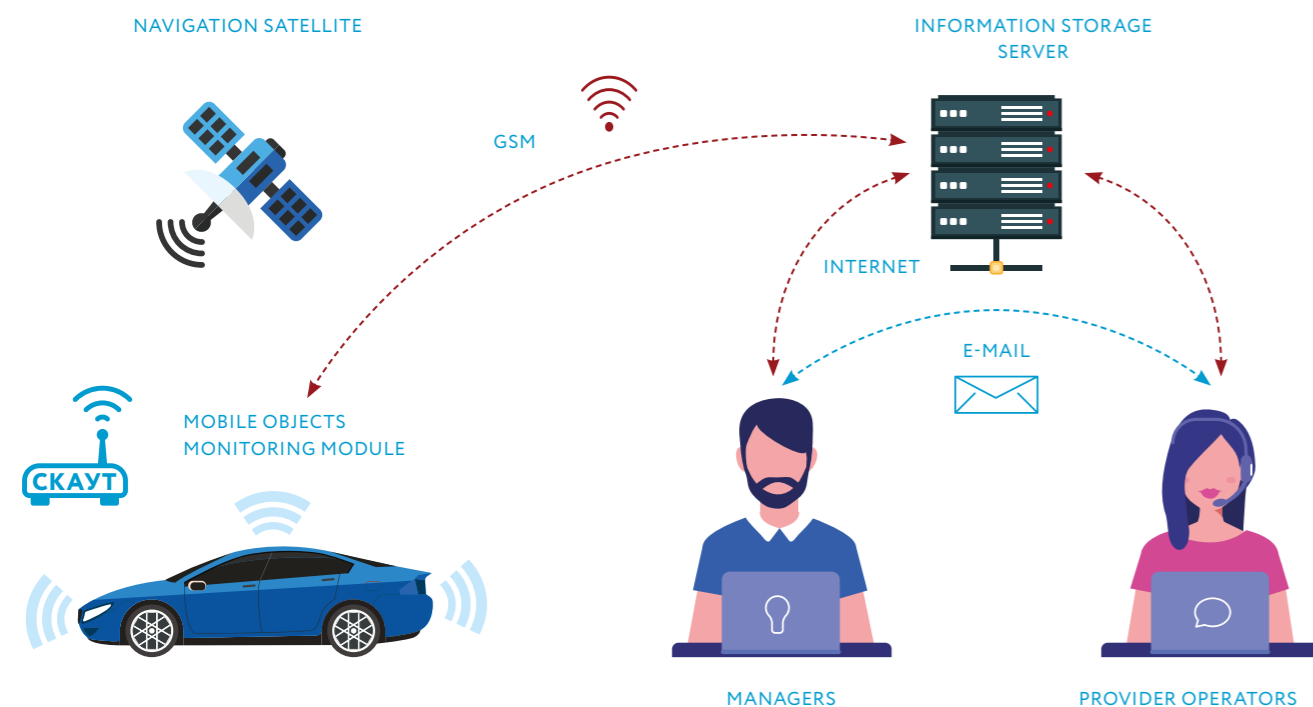 NAVIGATION SATELLITE
INFORMATION STORAGE
SERVER
GSM
INTERNET
E-MAIL
MOBILE OBJECTS
MONITORING MODULE
СКАУТ
MANAGERS
PROVIDER OPERATORS